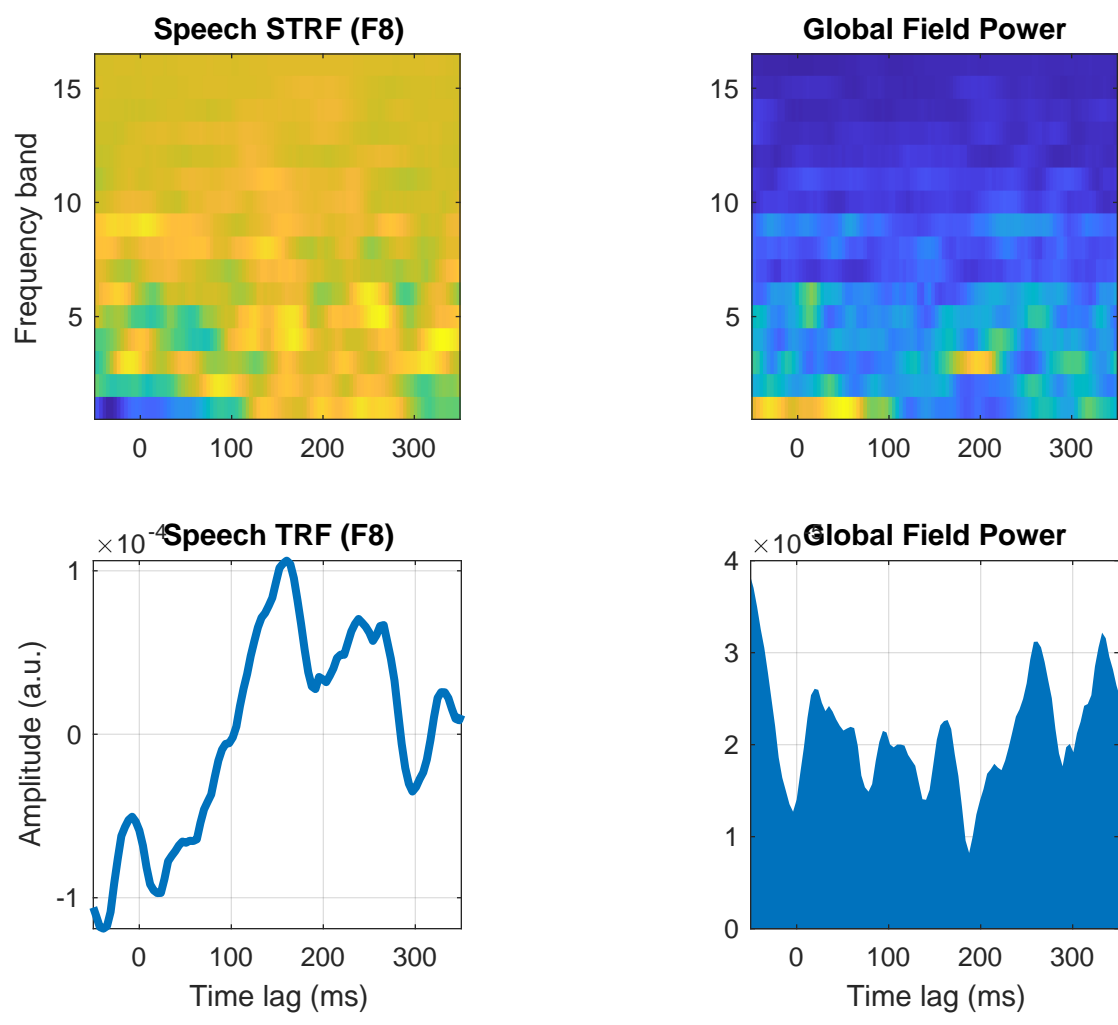 Speech STRF (F8)
Frequency band
15
10
5
0 100 200 300
Global Field Power
15
10
5
0 100 200 300
Speech TRF (F8)
×10^-4
Amplitude (a.u.)
1
0
-1
0 100 200 300
Time lag (ms)
Global Field Power
×10
4
3
2
1
0
0 100 200 300
Time lag (ms)